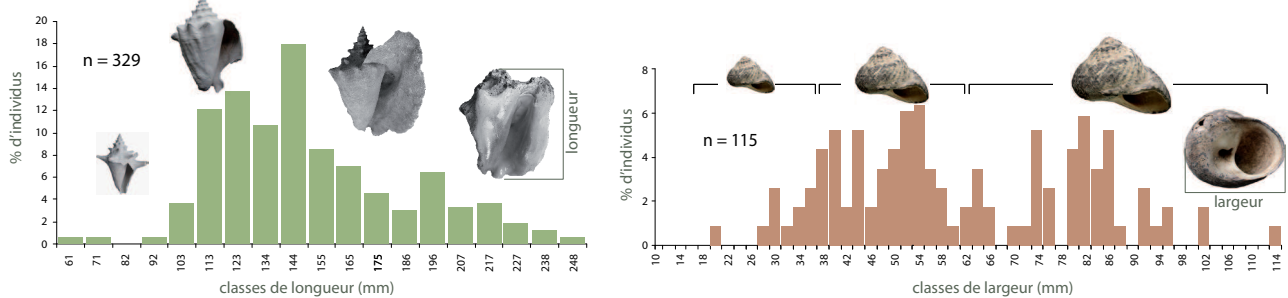 % d'individus
20
18
16
14
12
10
8
6
4
2
0
n = 329
longueur
61 71 82 92 103 113 123 134 144 155 165 175 186 196 207 217 227 238 248
classes de longueur (mm)
% d'individus
8
6
4
2
0
n = 115
largeur
10 14 18 22 26 30 34 38 42 46 50 54 58 62 66 70 74 78 82 86 90 94 98 102 110 114
classes de largeur (mm)